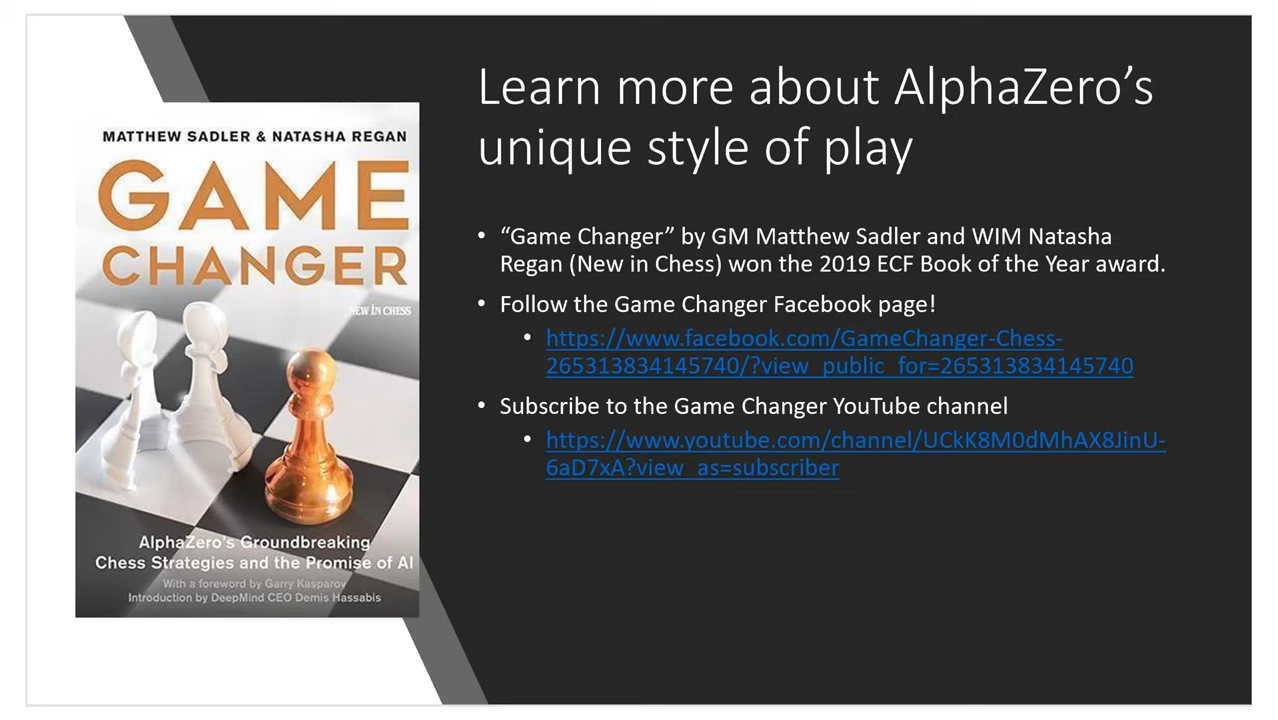 MATTHEW SADLER & NATASHA REGAN
GAME
CHANGER
NEW IN CHESS
AlphaZero's Groundbreaking
Chess Strategies and the Promise of AI
With a foreword by Garry Kasparov
Introduction by DeepMind CEO Demis Hassabis
Learn more about AlphaZero’s
unique style of play
• “Game Changer” by GM Matthew Sadler and WIM Natasha
Regan (New in Chess) won the 2019 ECF Book of the Year award.
• Follow the Game Changer Facebook page!
• https://www.facebook.com/GameChanger-Chess-
265313834145740/?view_public_for=265313834145740
• Subscribe to the Game Changer YouTube channel
• https://www.youtube.com/channel/UCkK8M0dMhAX8JinU-
6aD7xA?view_as=subscriber